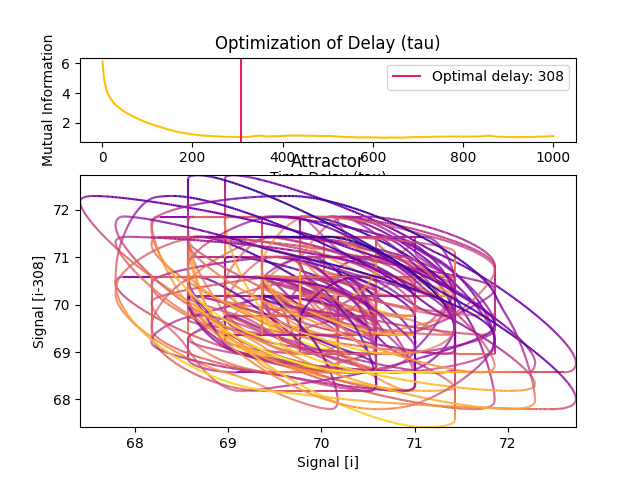 Optimization of Delay (tau)
Mutual Information
6
4
2
Optimal delay: 308
0 200 400 600 800 1000
Time Delay (tau)
Attractor
Signal [i-308]
72
71
70
69
68
68 69 70 71 72
Signal [i]